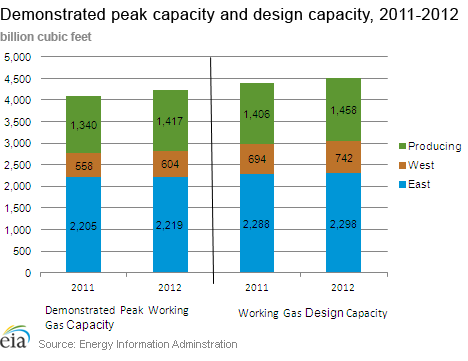 Demonstrated peak capacity and design capacity, 2011-2012
billion cubic feet
5,000
4,500
4,000
3,500
3,000
2,500
2,000
1,500
1,000
500
0
1,340
1,417
1,406
1,458
558
604
694
742
2,205
2,219
2,288
2,298
Producing
West
East
2011
2012
2011
2012
Demonstrated Peak Working
Gas Capacity
Working Gas Design Capacity
eia
Source: Energy Information Adminstration